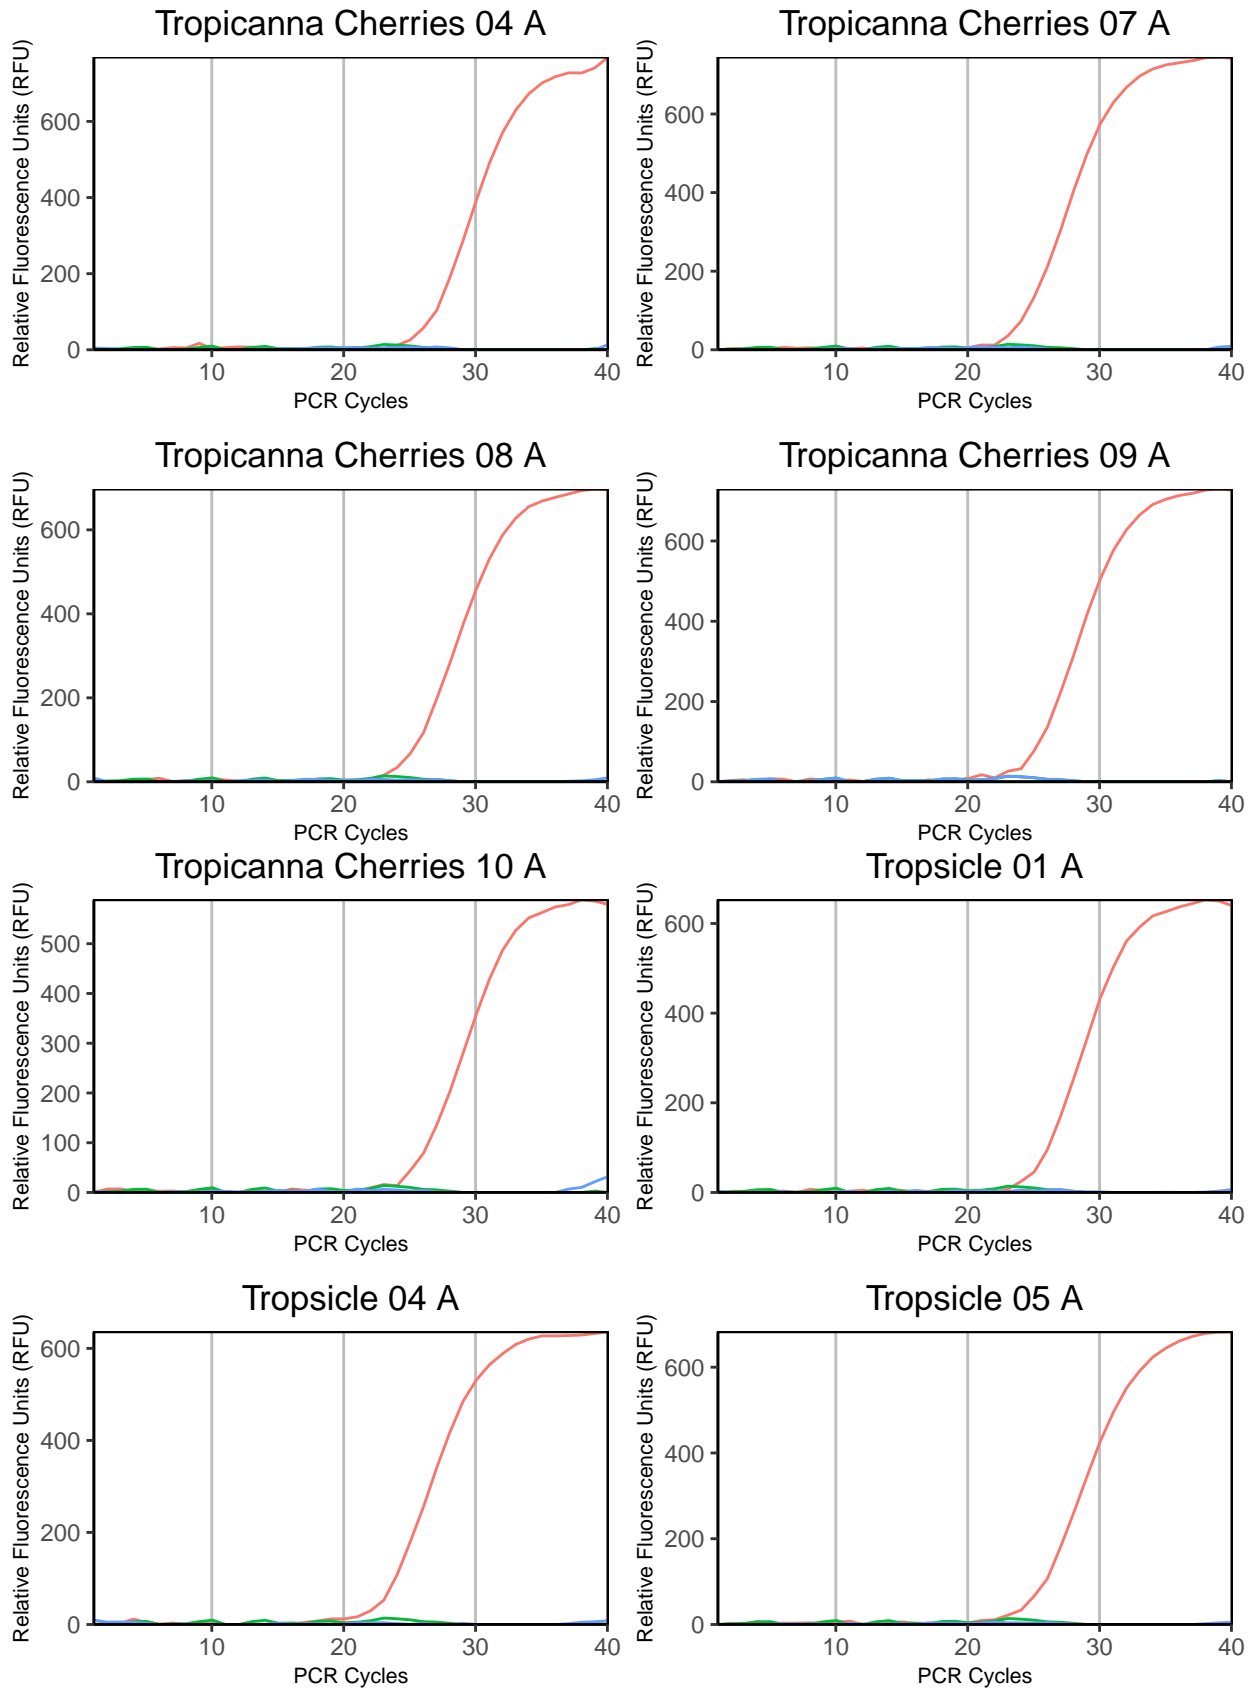 Tropicanna Cherries 04 A
Relative Fluorescence Units (RFU)
600
400
200
0
10 20 30 40
PCR Cycles
Tropicanna Cherries 07 A
Relative Fluorescence Units (RFU)
600
400
200
0
10 20 30 40
PCR Cycles
Tropicanna Cherries 08 A
Relative Fluorescence Units (RFU)
600
400
200
0
10 20 30 40
PCR Cycles
Tropicanna Cherries 09 A
Relative Fluorescence Units (RFU)
600
400
200
0
10 20 30 40
PCR Cycles
Tropicanna Cherries 10 A
Relative Fluorescence Units (RFU)
500
400
300
200
100
0
10 20 30 40
PCR Cycles
Tropsicle 01 A
Relative Fluorescence Units (RFU)
600
400
200
0
10 20 30 40
PCR Cycles
Tropsicle 04 A
Relative Fluorescence Units (RFU)
600
400
200
0
10 20 30 40
PCR Cycles
Tropsicle 05 A
Relative Fluorescence Units (RFU)
600
400
200
0
10 20 30 40
PCR Cycles